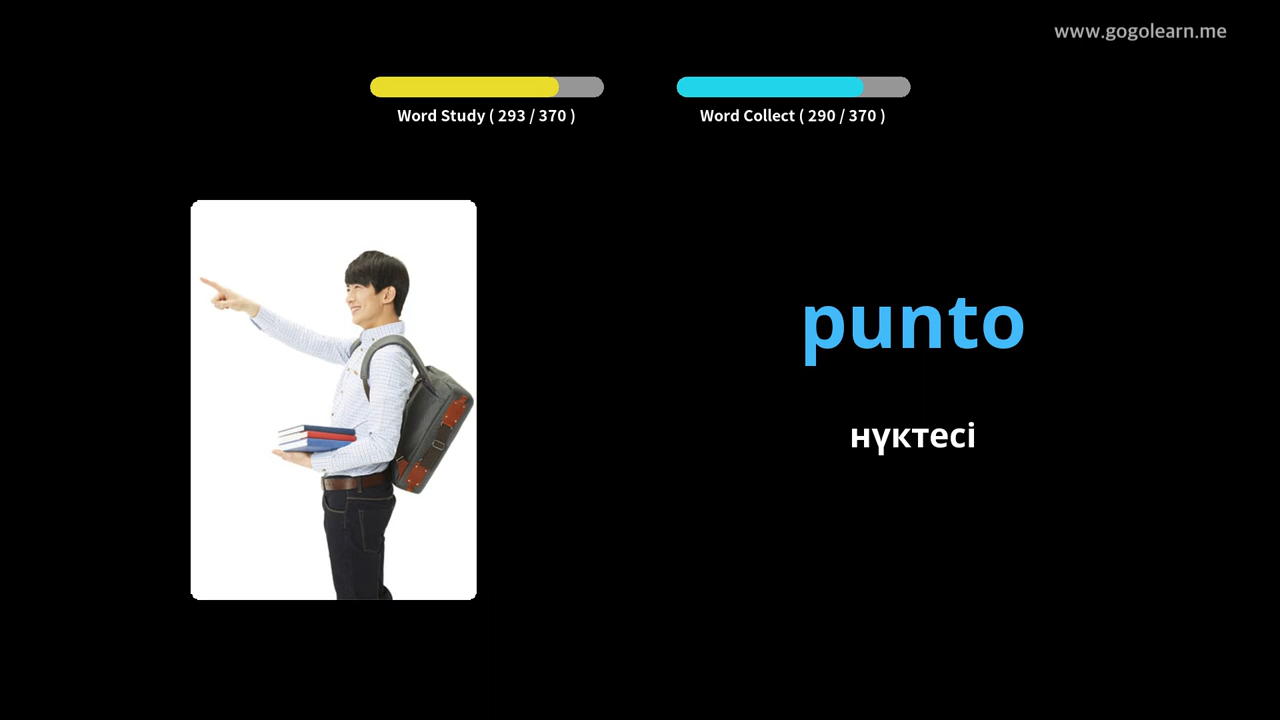 www.gogolearn.me
Word Study ( 293 / 370 )
Word Collect ( 290 / 370 )
punto
нүктесі